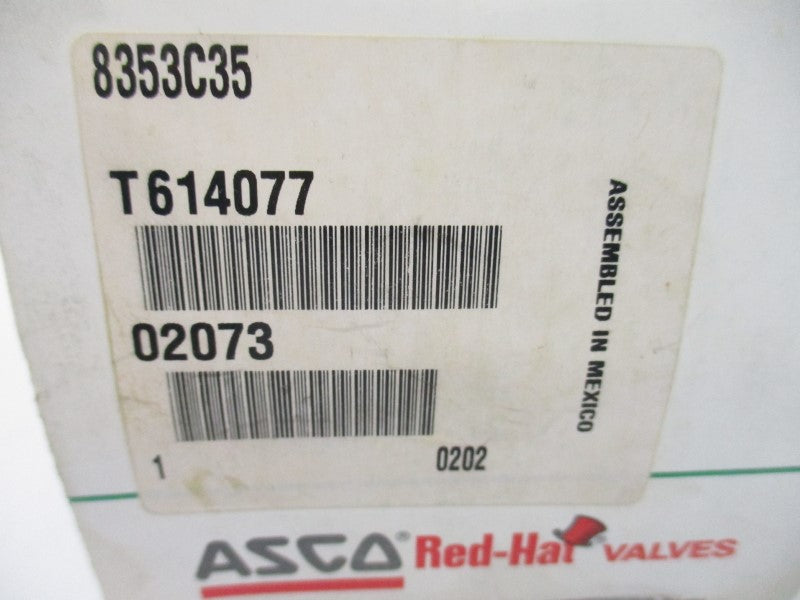 8353C35
T614077
02073
1 0202
ASSEMBLED IN MEXICO
ASCO® Red-Hat VALVES